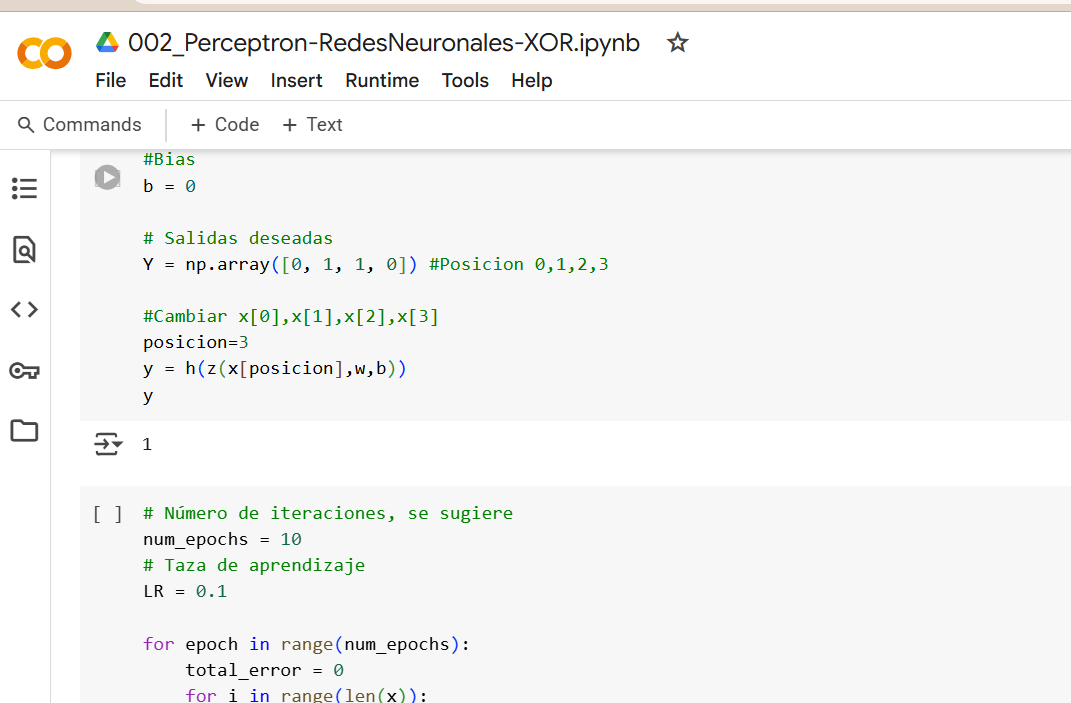 002_Perceptron-RedesNeuronales-XOR.ipynb
File Edit View Insert Runtime Tools Help
Commands + Code + Text
#Bias
b = 0
# Salidas deseadas
Y = np.array([0, 1, 1, 0]) #Posicion 0,1,2,3
#Cambiar x[0],x[1],x[2],x[3]
posicion=3
y = h(z(x[posicion],w,b))
y
1
[ ] # Número de iteraciones, se sugiere
num_epochs = 10
# Taza de aprendizaje
LR = 0.1
for epoch in range(num_epochs):
total_error = 0
for i in range(len(x)):